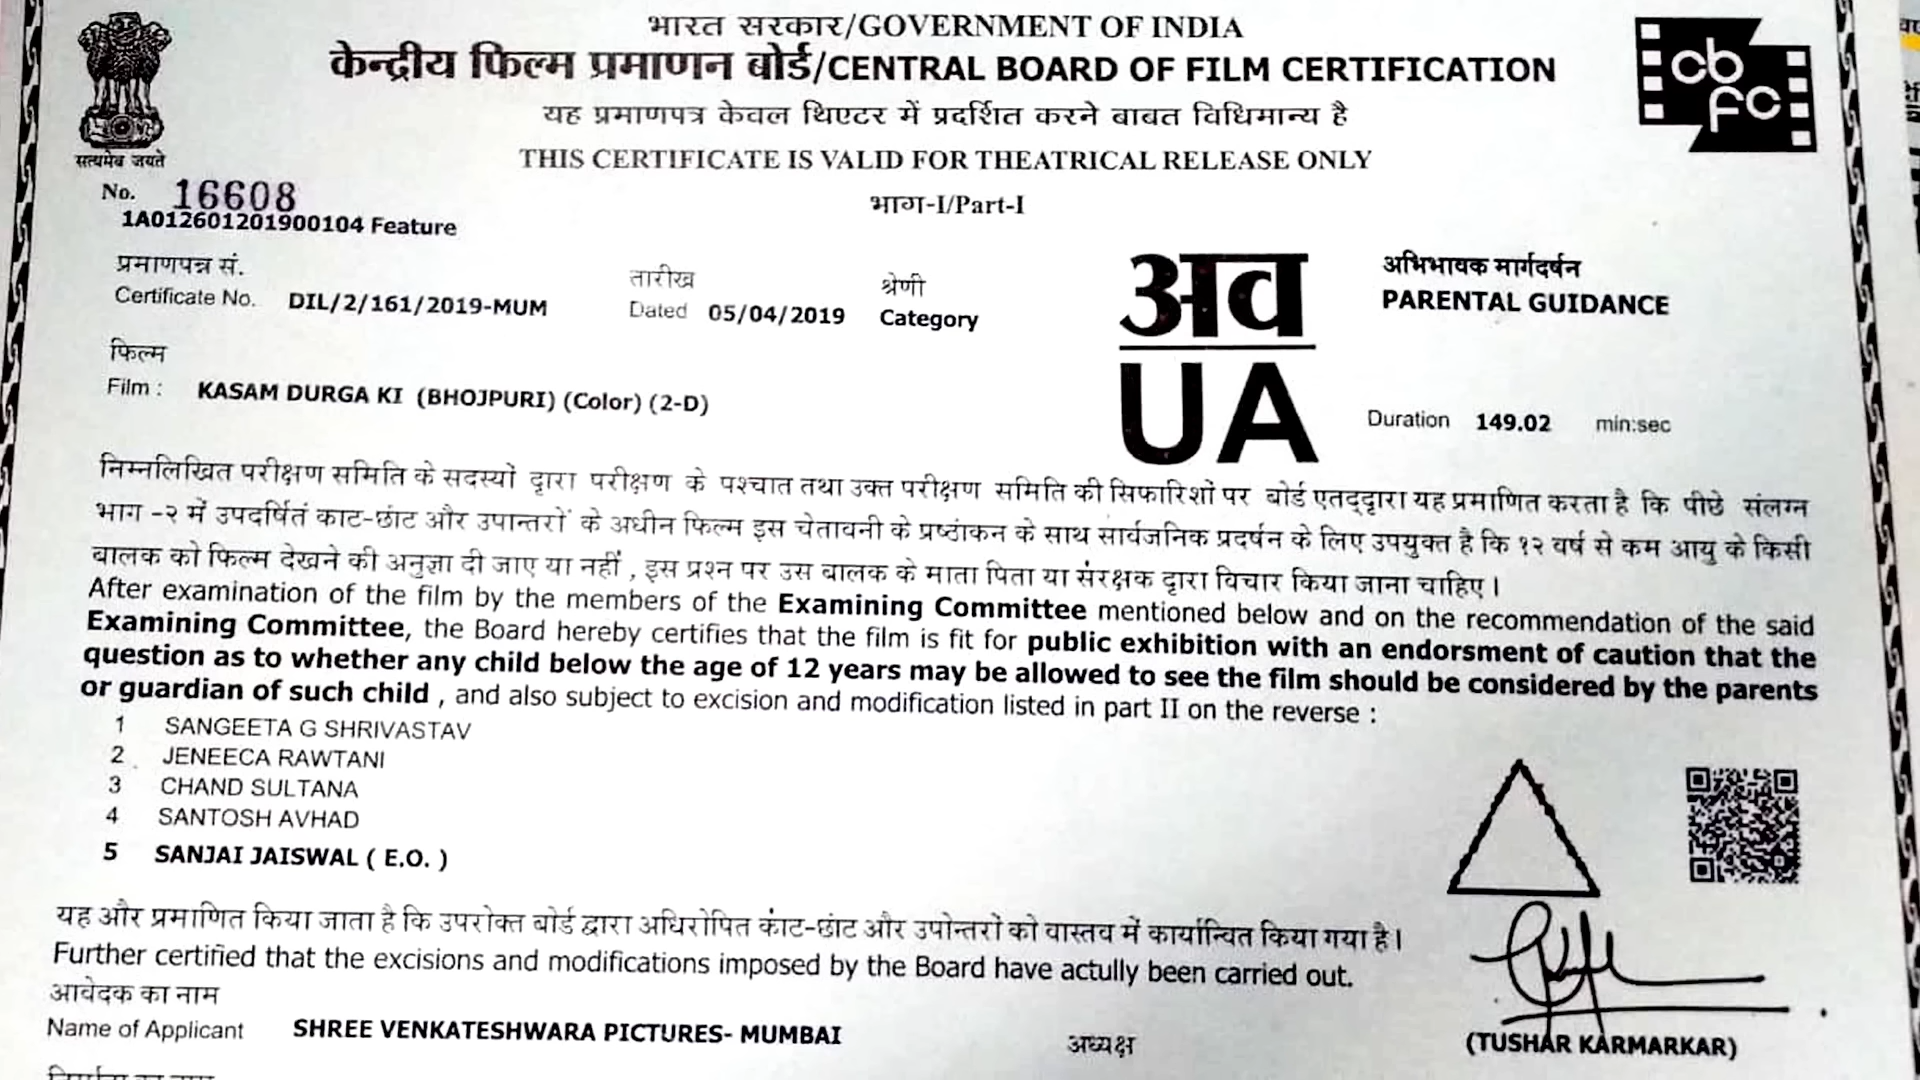 भारत सरकार/GOVERNMENT OF INDIA
केन्द्रीय फिल्म प्रमाणन बोर्ड/CENTRAL BOARD OF FILM CERTIFICATION
यह प्रमाणपत्र केवल थिएटर में प्रदर्शित करने बाबत विधिमान्य है
THIS CERTIFICATE IS VALID FOR THEATRICAL RELEASE ONLY
सत्यमेव जयते
cbfc
No. 16608
भाग-I/Part-I
1A012601201900104 Feature
प्रमाणपत्र सं.
Certificate No. DIL/2/161/2019-MUM
तारीख
Dated 05/04/2019
श्रेणी
Category
अव
UA
अभिभावक मार्गदर्षन
PARENTAL GUIDANCE
फिल्म
Film : KASAM DURGA KI (BHOJPURI) (Color) (2-D)
Duration 149.02 min:sec
निम्नलिखित परीक्षण समिति के सदस्यों द्वारा परीक्षण के पश्चात तथा उक्त परीक्षण समिति की सिफारिशों पर बोर्ड एतद्द्वारा यह प्रमाणित करता है कि पीछे संलग्न
भाग -२ में उपदर्षितं काट-छांट और उपान्तरों के अधीन फिल्म इस चेतावनी के प्रष्ठांकन के साथ सार्वजनिक प्रदर्षन के लिए उपयुक्त है कि १२ वर्ष से कम आयु के किसी
बालक को फिल्म देखने की अनुज्ञा दी जाए या नहीं , इस प्रश्न पर उस बालक के माता पिता या संरक्षक द्वारा विचार किया जाना चाहिए ।
After examination of the film by the members of the Examining Committee mentioned below and on the recommendation of the said
Examining Committee, the Board hereby certifies that the film is fit for public exhibition with an endorsment of caution that the
question as to whether any child below the age of 12 years may be allowed to see the film should be considered by the parents
or guardian of such child , and also subject to excision and modification listed in part II on the reverse :
1 SANGEETA G SHRIVASTAV
2 JENEECA RAWTANI
3 CHAND SULTANA
4 SANTOSH AVHAD
5 SANJAI JAISWAL ( E.O. )
यह और प्रमाणित किया जाता है कि उपरोक्त बोर्ड द्वारा अधिरोपित कांट-छांट और उपोन्तरों को वास्तव में कार्यान्वित किया गया है।
Further certified that the excisions and modifications imposed by the Board have actully been carried out.
आवेदक का नाम
Name of Applicant SHREE VENKATESHWARA PICTURES- MUMBAI
अध्यक्ष
(TUSHAR KARMARKAR)